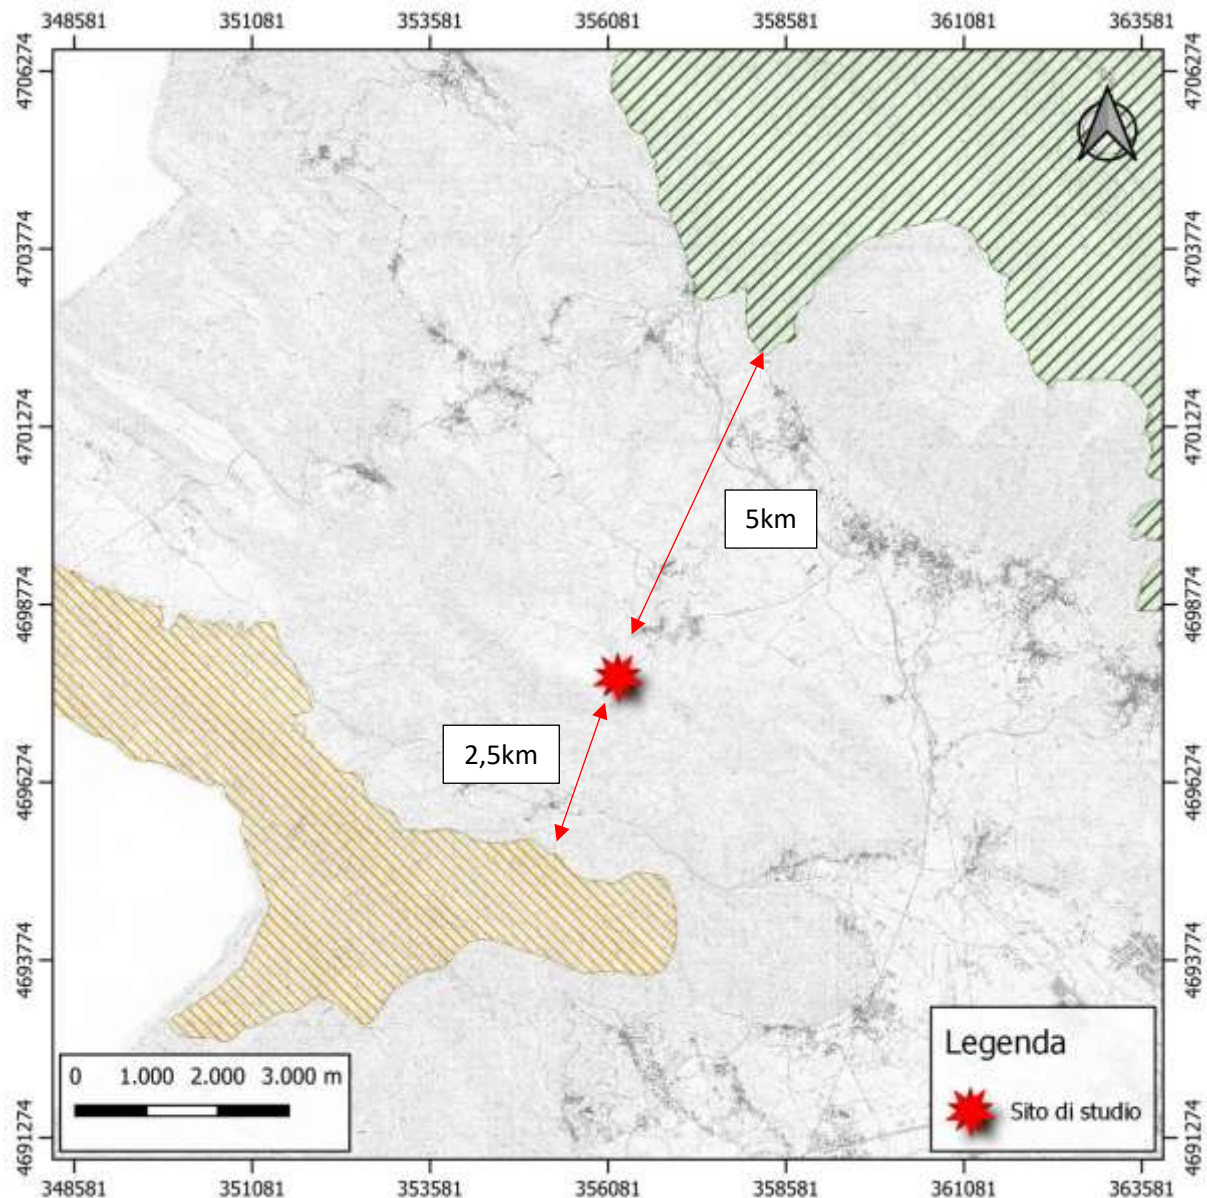 348581 351081 353581 356081 358581 361081 363581
4706274 4706274
4703774 4703774
4701274 4701274
5km
4698774 4698774
2,5km
4696274 4696274
4693774 4693774
Legenda
0 1.000 2.000 3.000 m
Sito di studio
4691274 4691274
348581 351081 353581 356081 358581 361081 363581